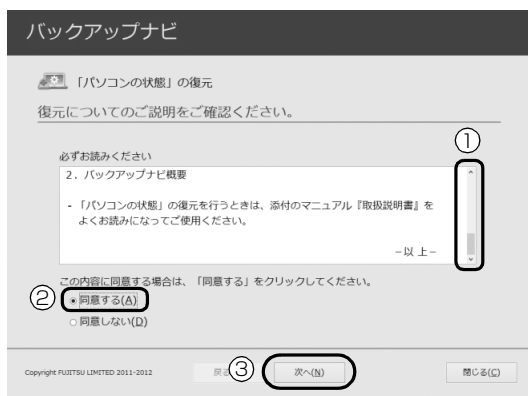 バックアップナビ
「パソコンの状態」の復元
復元についてのご説明をご確認ください。
①
必ずお読みください
2. バックアップナビ概要
- 「パソコンの状態」の復元を行うときは、添付のマニュアル『取扱説明書』を
よくお読みになってご使用ください。
－以 上－
この内容に同意する場合は、「同意する」をクリックしてください。
② 同意する(A)
同意しない(D)
Copyright FUJITSU LIMITED 2011-2012
戻 ③ 次へ(N) 閉じる(C)